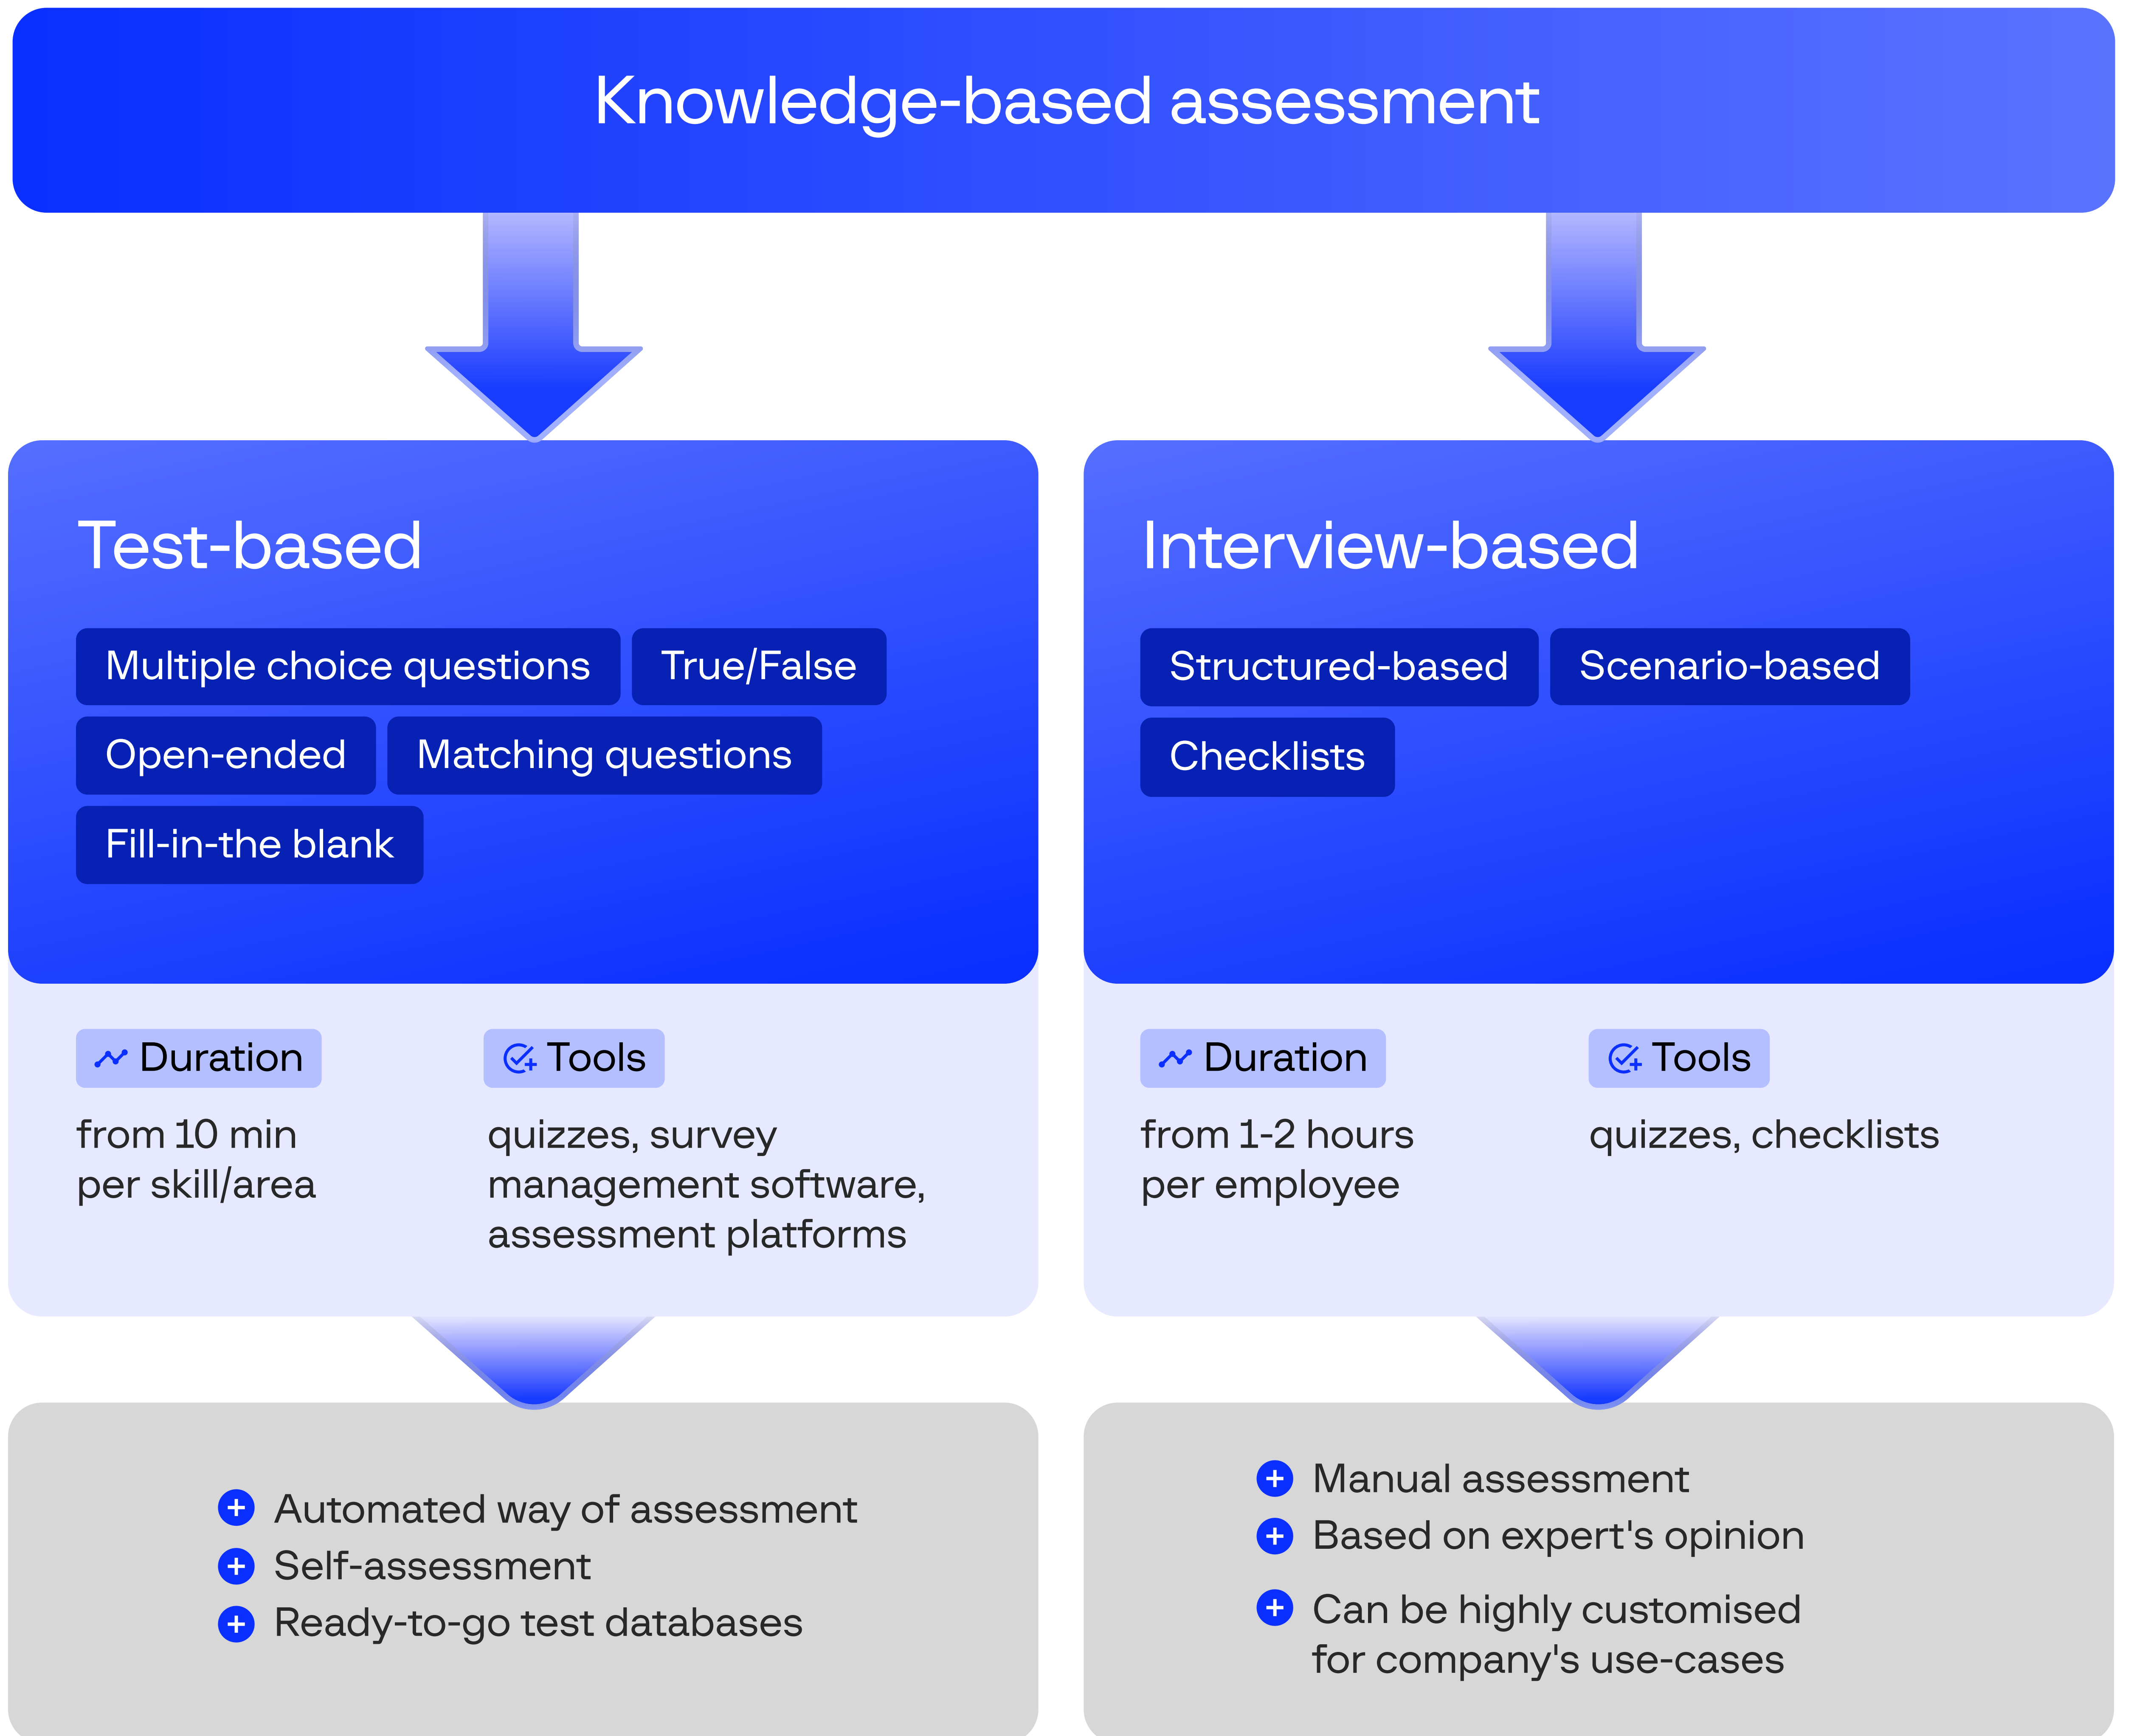 Knowledge-based assessment
Test-based
Multiple choice questions
True/False
Open-ended
Matching questions
Fill-in-the blank
Duration
from 10 min
per skill/area
Tools
quizzes, survey
management software,
assessment platforms
Automated way of assessment
Self-assessment
Ready-to-go test databases
Interview-based
Structured-based
Scenario-based
Checklists
Duration
from 1-2 hours
per employee
Tools
quizzes, checklists
Manual assessment
Based on expert's opinion
Can be highly customised
for company's use-cases